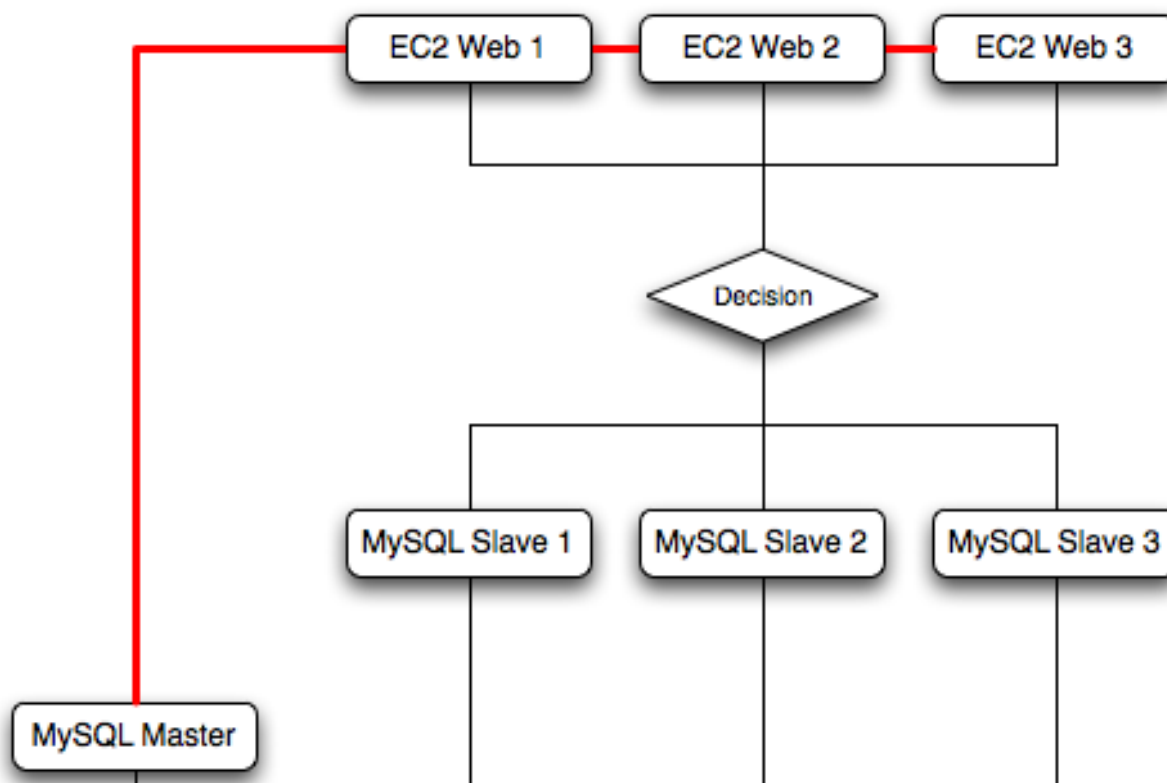 EC2 Web 1
EC2 Web 2
EC2 Web 3
Decision
MySQL Slave 1
MySQL Slave 2
MySQL Slave 3
MySQL Master